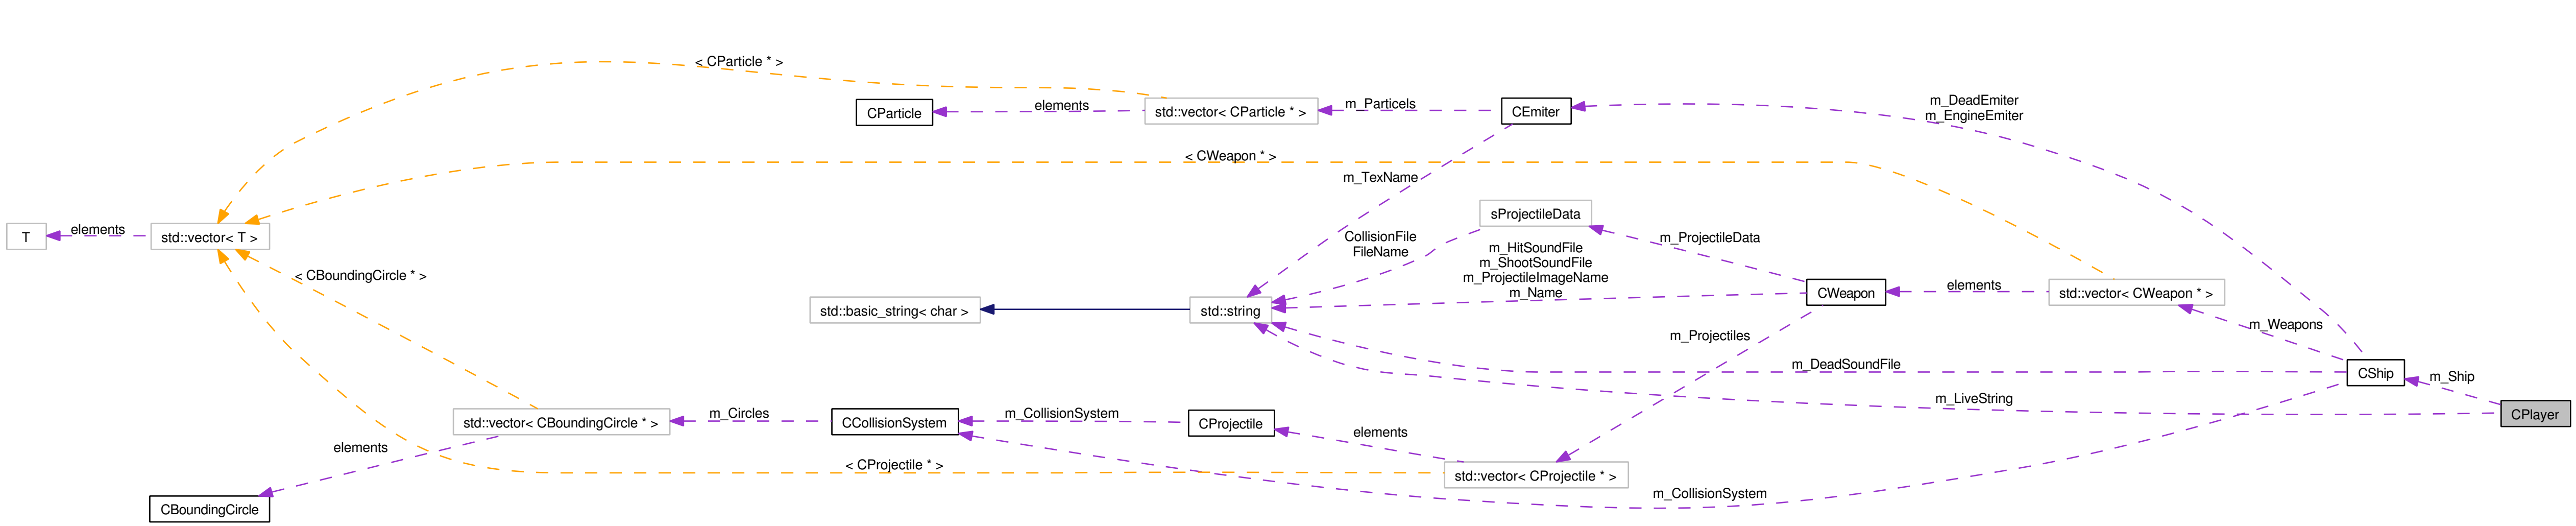 < CParticle * >
m_DeadEmiter
m_EngineEmiter
elements
m_Particels
CParticle
std::vector< CParticle * >
CEmiter
< CWeapon * >
m_TexName
sProjectileData
elements
T
std::vector< T >
CollisionFile
FileName
m_ProjectileData
m_HitSoundFile
m_ShootSoundFile
m_ProjectileImageName
m_Name
< CBoundingCircle * >
CWeapon
elements
std::vector< CWeapon * >
std::basic_string< char >
std::string
m_Projectiles
m_Weapons
m_DeadSoundFile
CShip
m_Ship
m_LiveString
CPlayer
std::vector< CBoundingCircle * >
m_Circles
CCollisionSystem
m_CollisionSystem
CProjectile
elements
elements
< CProjectile * >
std::vector< CProjectile * >
m_CollisionSystem
CBoundingCircle